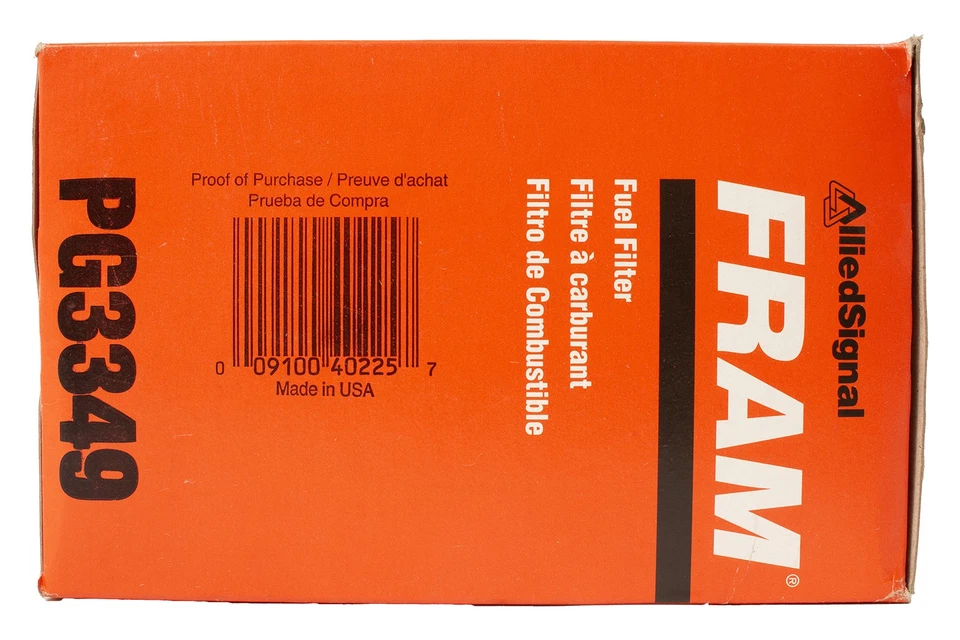 AlliedSignal
FRAM®
Fuel Filter
Filtre à carburant
Filtro de Combustible
Proof of Purchase / Preuve d'achat
Prueba de Compra
0 09100 40225 7
Made in USA
PG3349